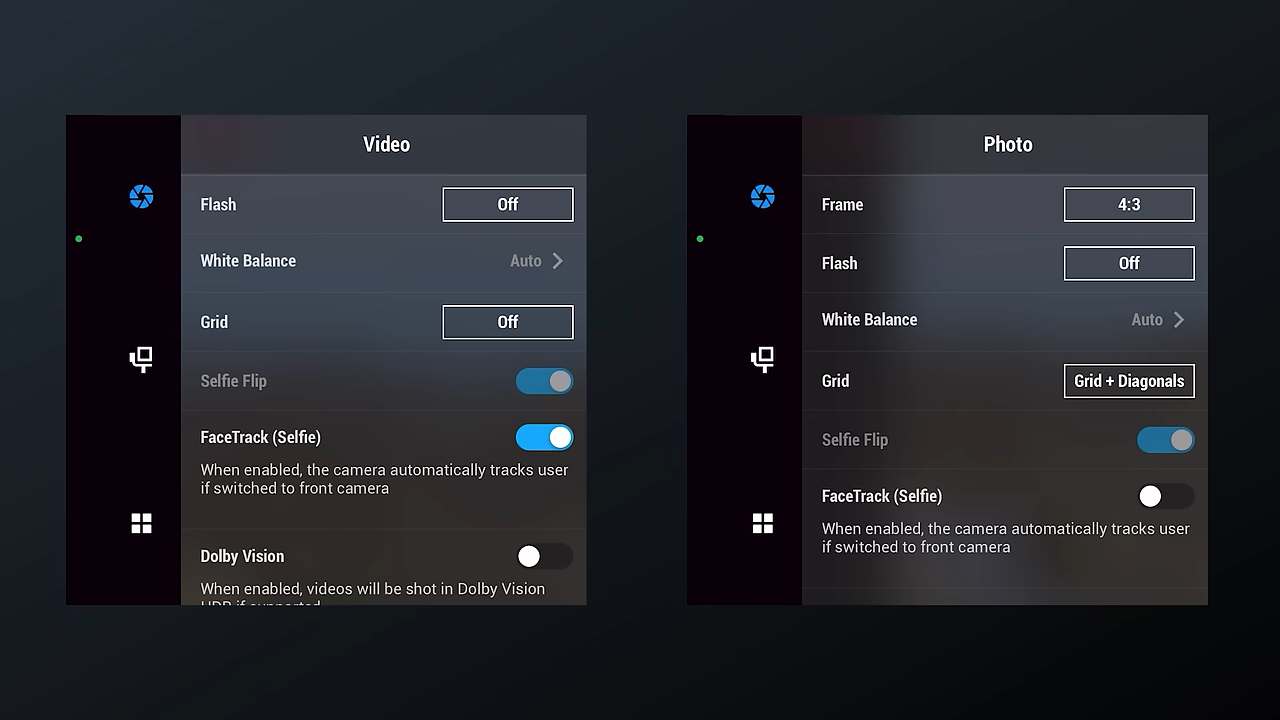 Video
Flash
Off
White Balance
Auto
Grid
Off
Selfie Flip
FaceTrack (Selfie)
When enabled, the camera automatically tracks user
if switched to front camera
Dolby Vision
When enabled, videos will be shot in Dolby Vision
HDR if supported
Photo
Frame
4:3
Flash
Off
White Balance
Auto
Grid
Grid + Diagonals
Selfie Flip
FaceTrack (Selfie)
When enabled, the camera automatically tracks user
if switched to front camera